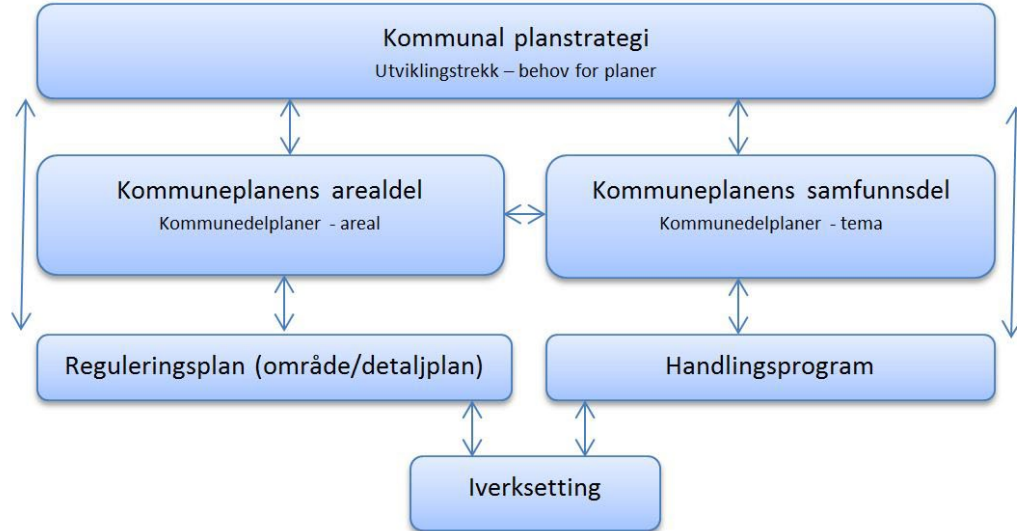 Kommunal planstrategi
Utviklingstrekk – behov for planer
Kommuneplanens arealdel
Kommunedelplaner - areal
Kommuneplanens samfunnsdel
Kommunedelplaner - tema
Reguleringsplan (område/detaljplan)
Handlingsprogram
Iverksetting